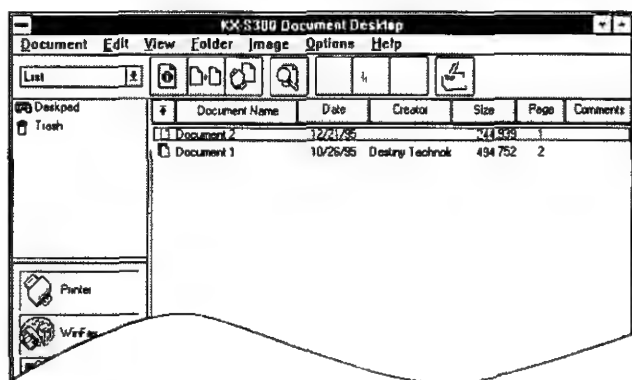 KX-S300 Document Desktop
Document Edit View Folder Image Options Help
List
Deskpad
Trash
Document Name Date Creator Size Page Comments
Document 2 12/21/95 244,939 1
Document 1 10/26/95 Destiny Technok 494,752 2
Printer
WinFax